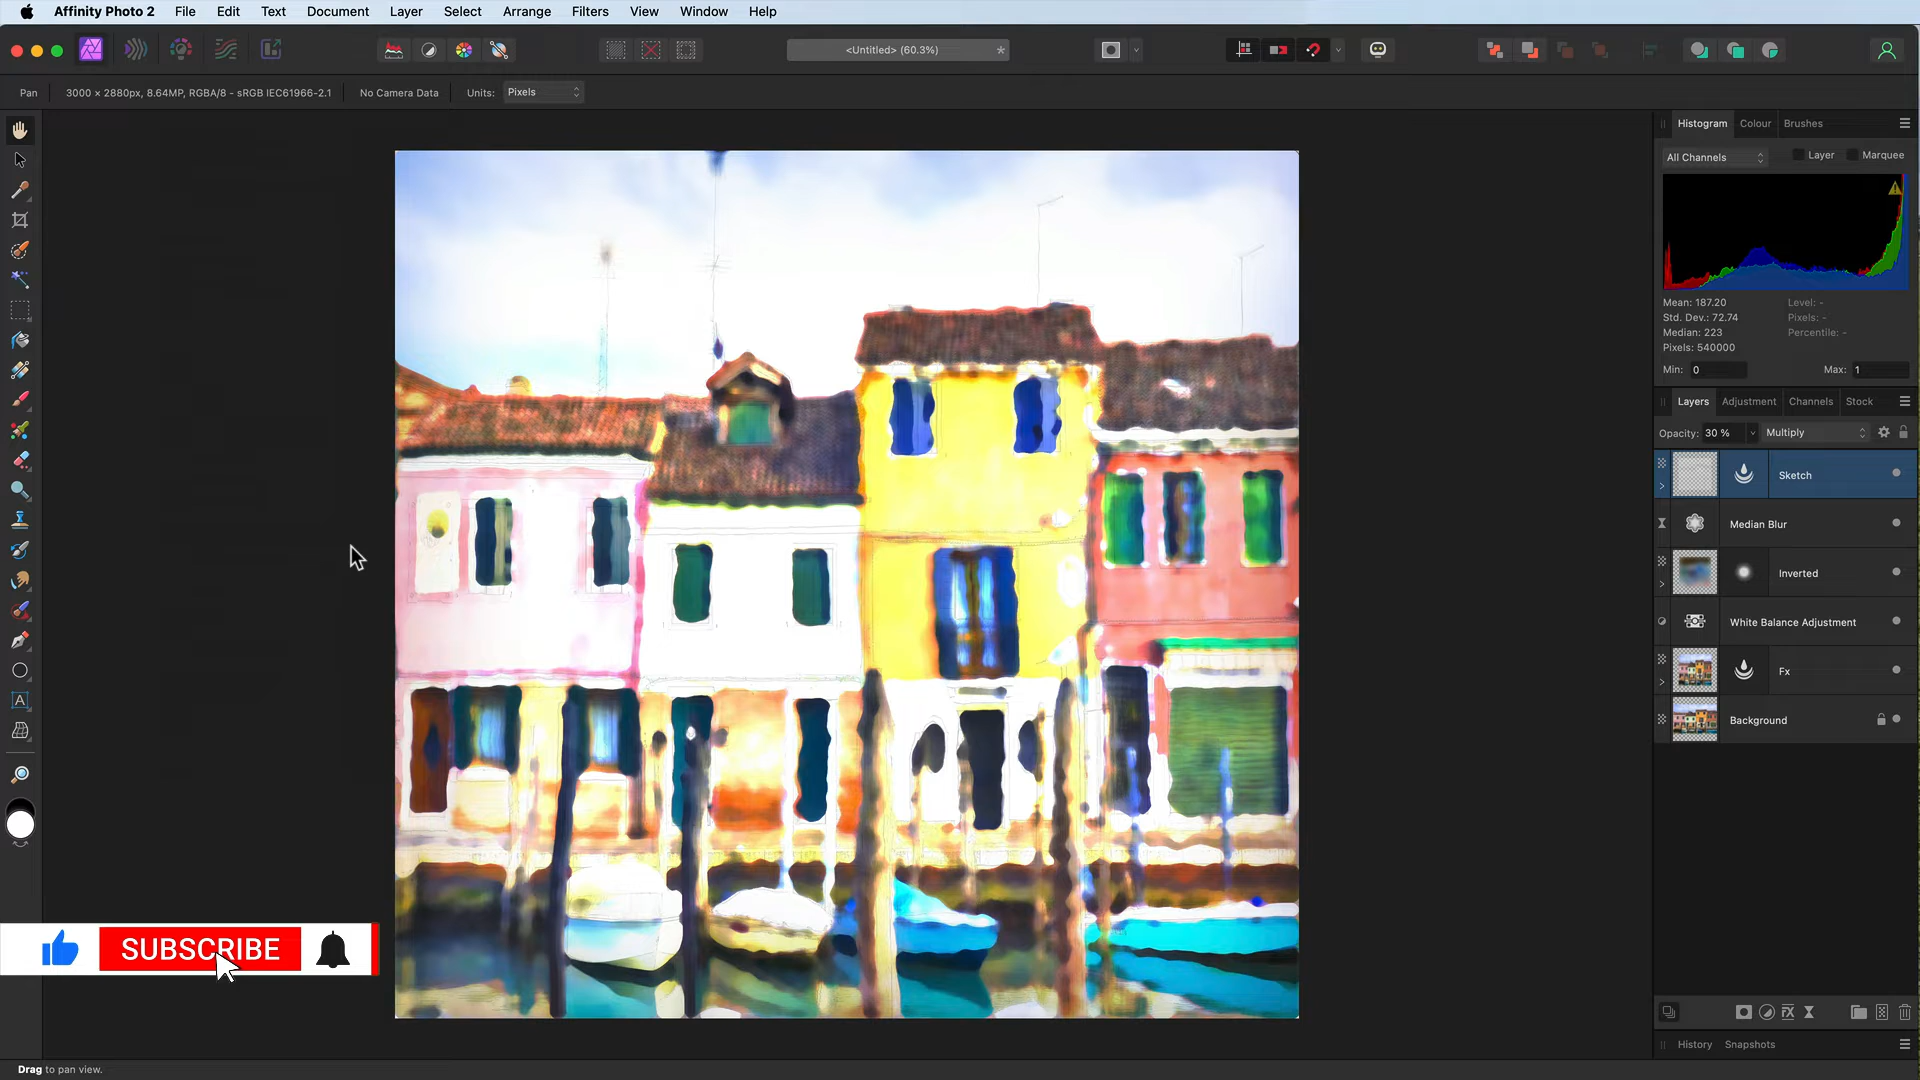 Affinity Photo 2 File Edit Text Document Layer Select Arrange Filters View Window Help
<Untitled> (60.3%) *
Pan 3000 × 2880px, 8.64MP, RGBA/8 - sRGB IEC61966-2.1 No Camera Data Units: Pixels
Histogram Colour Brushes
All Channels Layer Marquee
Mean: 187.20 Level: -
Std. Dev.: 72.74 Pixels: -
Median: 223 Percentile: -
Pixels: 540000
Min: 0 Max: 1
Layers Adjustment Channels Stock
Opacity: 30 % Multiply
Sketch
Median Blur
Inverted
White Balance Adjustment
Fx
Background
SUBSCRIBE
History Snapshots
Drag to pan view.